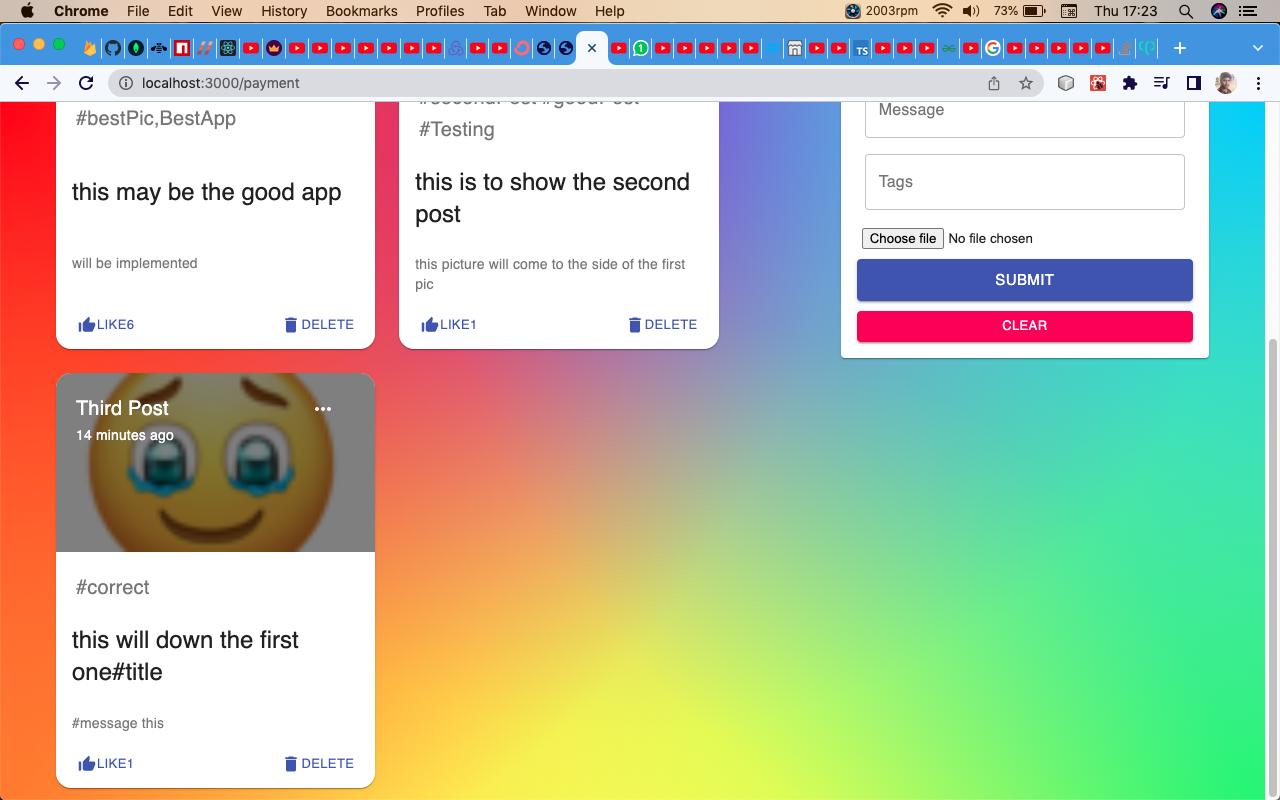 Chrome File Edit View History Bookmarks Profiles Tab Window Help 2003rpm 73% Thu 17:23
localhost:3000/payment
#bestPic,BestApp
this may be the good app
will be implemented
LIKE6 DELETE
#secondPost #goodPost
#Testing
this is to show the second
post
this picture will come to the side of the first
pic
LIKE1 DELETE
Message
Tags
Choose file No file chosen
SUBMIT
CLEAR
Third Post
14 minutes ago
#correct
this will down the first
one#title
#message this
LIKE1 DELETE